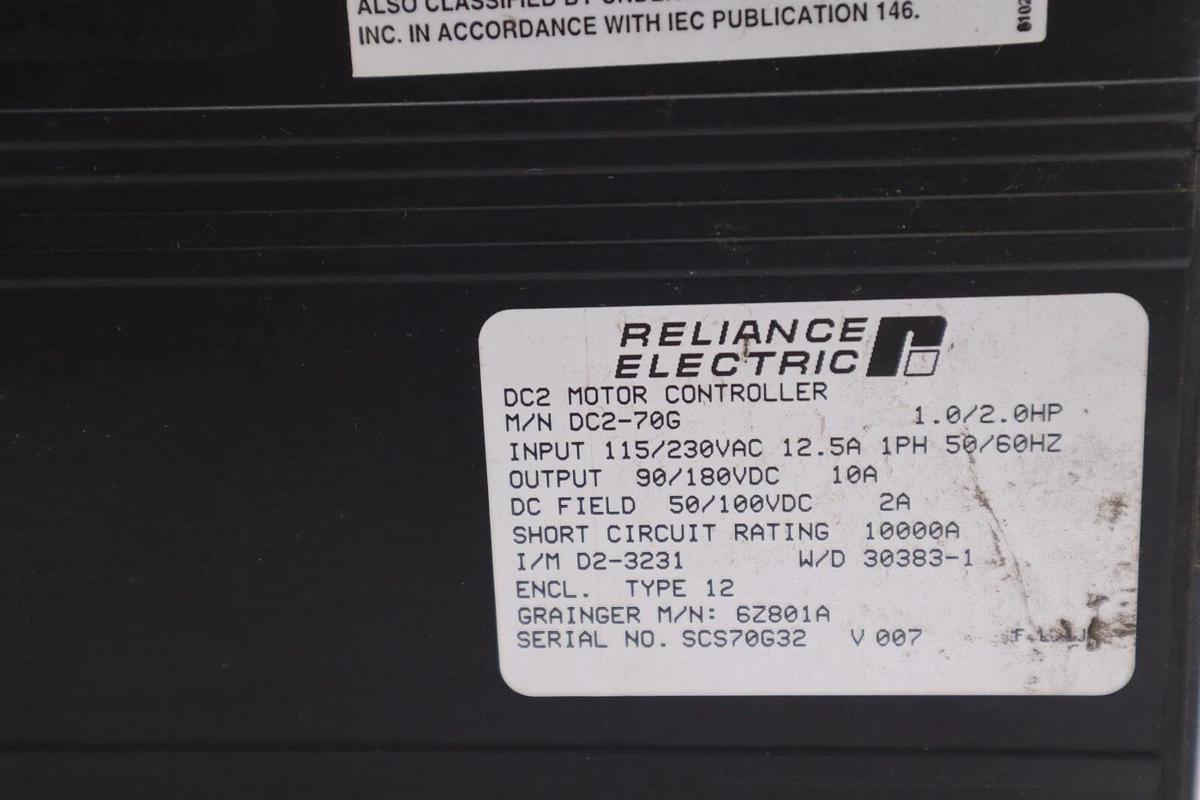 ALSO CLASSIFIED BY
INC. IN ACCORDANCE WITH IEC PUBLICATION 146.
RELIANCE
ELECTRIC
DC2 MOTOR CONTROLLER
M/N DC2-70G 1.0/2.0HP
INPUT 115/230VAC 12.5A 1PH 50/60HZ
OUTPUT 90/180VDC 10A
DC FIELD 50/100VDC 2A
SHORT CIRCUIT RATING 10000A
I/M D2-3231 W/D 30383-1
ENCL. TYPE 12
GRAINGER M/N: 6Z801A
SERIAL NO. SCS70G32 V 007